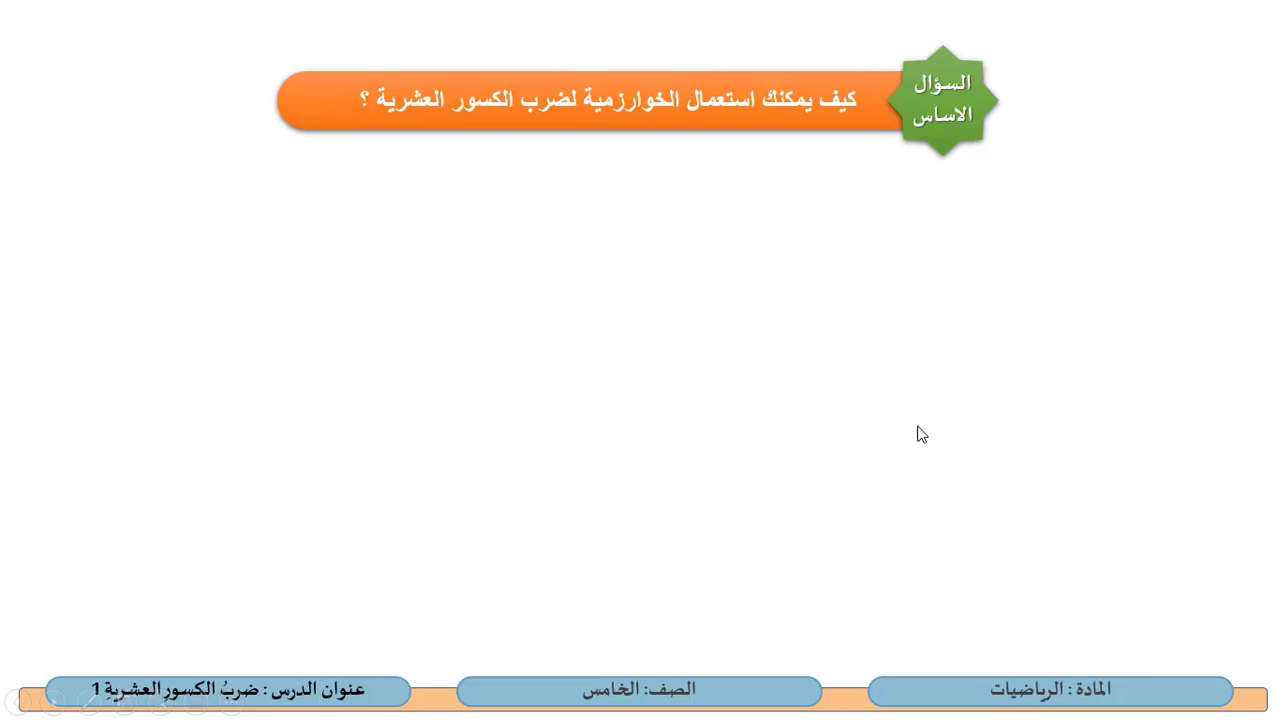 السؤال
الاساس
كيف يمكنك استعمال الخوارزمية لضرب الكسور العشرية ؟
المادة : الرياضيات
الصف: الخامس
عنوان الدرس : ضربُ الكسورِ العشريةِ 1